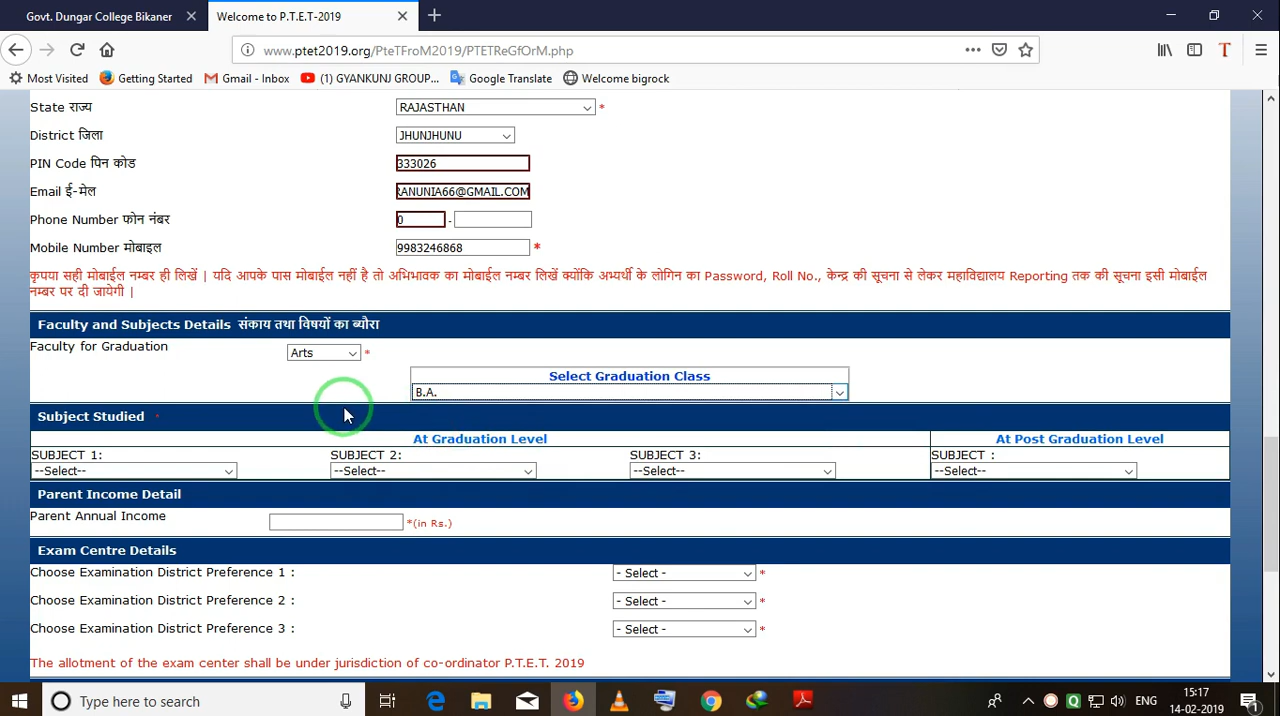 Govt. Dungar College Bikaner
Welcome to P.T.E.T-2019
www.ptet2019.org/PteTFroM2019/PTETReGfOrM.php
Most Visited Getting Started Gmail - Inbox (1) GYANKUNJ GROUP... Google Translate Welcome bigrock
State राज्य RAJASTHAN *
District जिला JHUNJHUNU
PIN Code पिन कोड 333026
Email ई-मेल RANUNIA66@GMAIL.COM
Phone Number फोन नंबर 0 -
Mobile Number मोबाइल 9983246868 *
कृपया सही मोबाईल नम्बर ही लिखें | यदि आपके पास मोबाईल नहीं है तो अभिभावक का मोबाईल नम्बर लिखें क्योंकि अभ्यर्थी के लोगिन का Password, Roll No., केन्द्र की सूचना से लेकर महाविद्यालय Reporting तक की सूचना इसी मोबाईल
नम्बर पर दी जायेगी |
Faculty and Subjects Details संकाय तथा विषयों का ब्यौरा
Faculty for Graduation Arts *
Select Graduation Class
B.A.
Subject Studied *
At Graduation Level At Post Graduation Level
SUBJECT 1: SUBJECT 2: SUBJECT 3: SUBJECT :
--Select-- --Select-- --Select-- --Select--
Parent Income Detail
Parent Annual Income *(in Rs.)
Exam Centre Details
Choose Examination District Preference 1 : - Select - *
Choose Examination District Preference 2 : - Select - *
Choose Examination District Preference 3 : - Select - *
The allotment of the exam center shall be under jurisdiction of co-ordinator P.T.E.T. 2019
Type here to search
ENG
15:17
14-02-2019